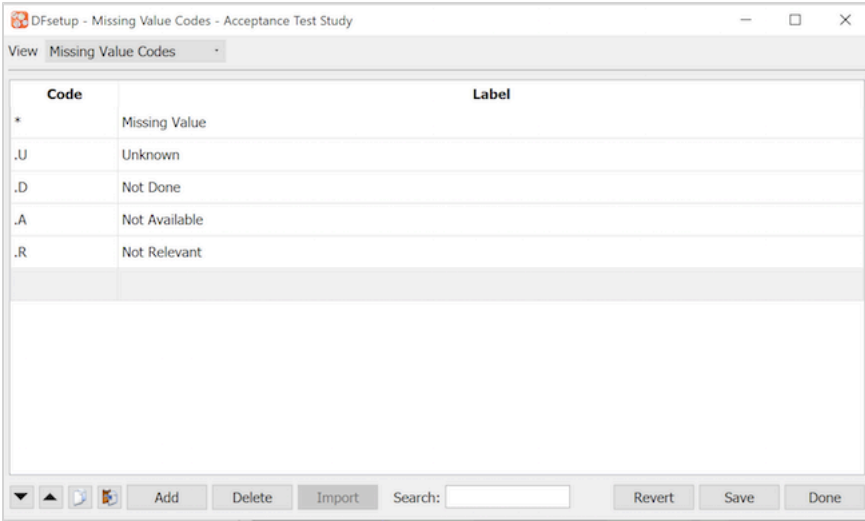 DFsetup - Missing Value Codes - Acceptance Test Study
View Missing Value Codes
Code Label
* Missing Value
.U Unknown
.D Not Done
.A Not Available
.R Not Relevant
Add Delete Import Search: Revert Save Done